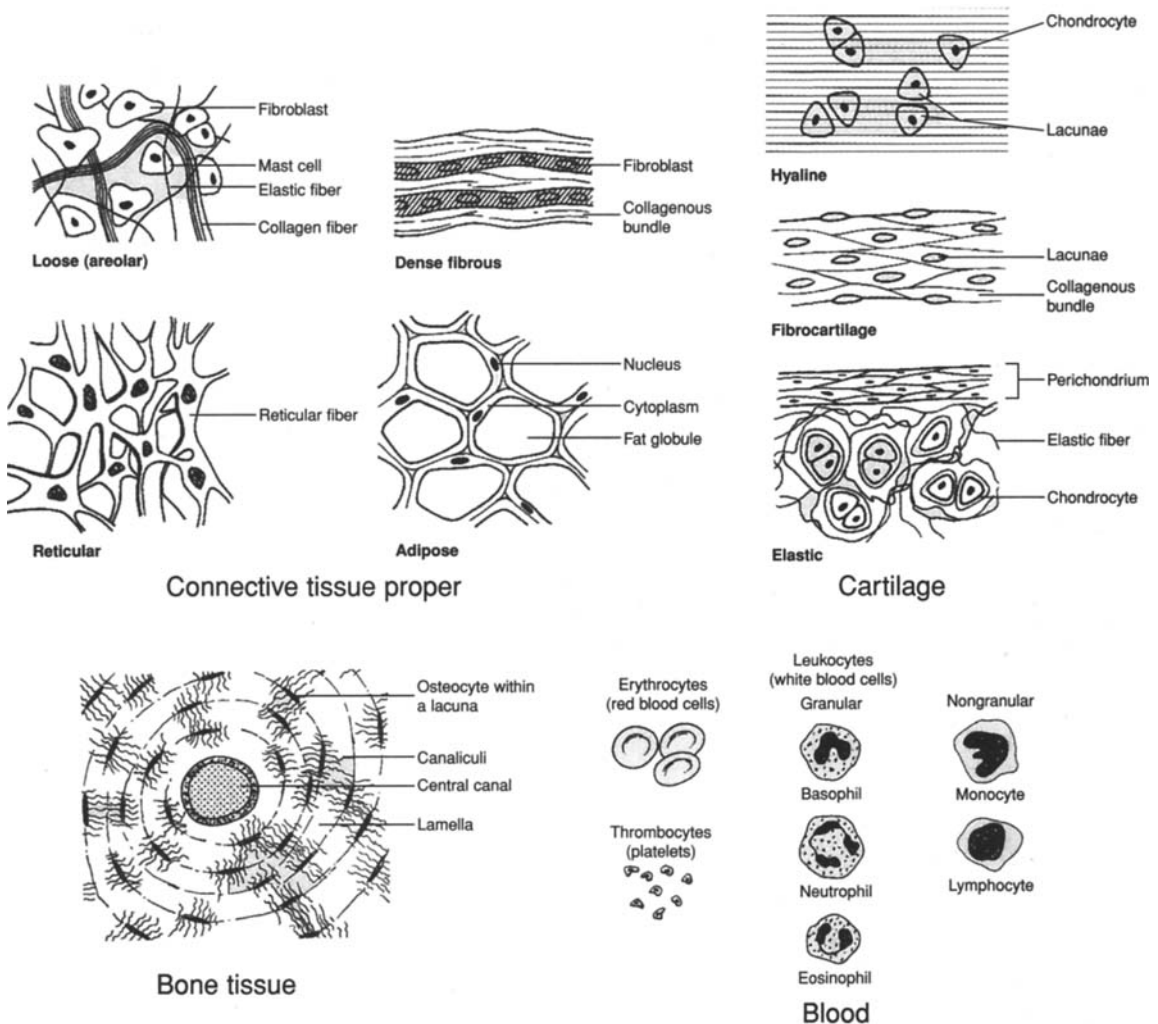 Fibroblast
Mast cell
Elastic fiber
Collagen fiber
Loose (areolar)
Fibroblast
Collagenous
bundle
Dense fibrous
Reticular fiber
Reticular
Nucleus
Cytoplasm
Fat globule
Adipose
Connective tissue proper
Chondrocyte
Lacunae
Hyaline
Lacunae
Collagenous
bundle
Fibrocartilage
Perichondrium
Elastic fiber
Chondrocyte
Elastic
Cartilage
Osteocyte within
a lacuna
Canaliculi
Central canal
Lamella
Bone tissue
Erythrocytes
(red blood cells)
Thrombocytes
(platelets)
Leukocytes
(white blood cells)
Granular
Basophil
Neutrophil
Eosinophil
Nongranular
Monocyte
Lymphocyte
Blood